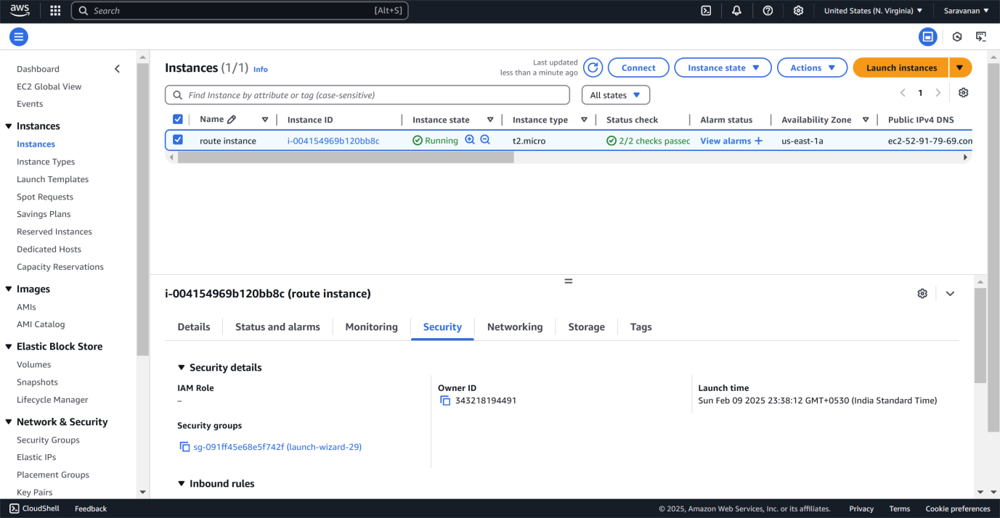 aws
Search [Alt+S]
United States (N. Virginia)
Saravanan
Dashboard
EC2 Global View
Events
Instances
Instances
Instance Types
Launch Templates
Spot Requests
Savings Plans
Reserved Instances
Dedicated Hosts
Capacity Reservations
Images
AMIs
AMI Catalog
Elastic Block Store
Volumes
Snapshots
Lifecycle Manager
Network & Security
Security Groups
Elastic IPs
Placement Groups
Key Pairs
Instances (1/1) Info
Last updated
less than a minute ago
Connect
Instance state
Actions
Launch instances
Find Instance by attribute or tag (case-sensitive)
All states
1
Name Instance ID Instance state Instance type Status check Alarm status Availability Zone Public IPv4 DNS
route instance i-004154969b120bb8c Running t2.micro 2/2 checks passec View alarms + us-east-1a ec2-52-91-79-69.con
i-004154969b120bb8c (route instance)
Details Status and alarms Monitoring Security Networking Storage Tags
Security details
IAM Role
–
Owner ID
343218194491
Launch time
Sun Feb 09 2025 23:38:12 GMT+0530 (India Standard Time)
Security groups
sg-091ff45e68e5f742f (launch-wizard-29)
Inbound rules
CloudShell Feedback
© 2025, Amazon Web Services, Inc. or its affiliates. Privacy Terms Cookie preferences